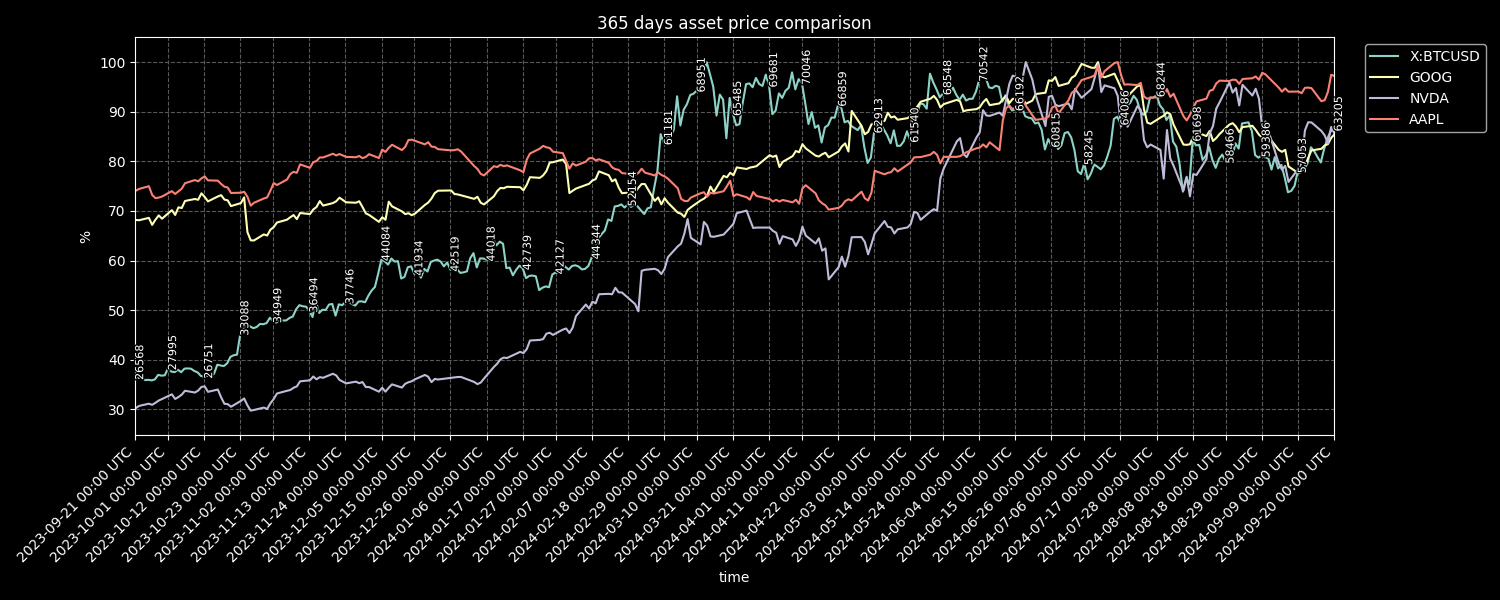 365 days asset price comparison
X:BTCUSD
GOOG
NVDA
AAPL
%
100
90
80
70
60
50
40
30
26568
27995
26751
33088
34949
36494
37746
44084
41934
42519
44018
42739
42127
44344
52154
61181
68951
65485
69681
70046
66859
62913
61540
68548
70542
66192
60815
58245
64096
68244
61698
58466
59386
57053
63205
2023-09-21 00:00 UTC
2023-10-01 00:00 UTC
2023-10-12 00:00 UTC
2023-10-23 00:00 UTC
2023-11-02 00:00 UTC
2023-11-13 00:00 UTC
2023-11-24 00:00 UTC
2023-12-05 00:00 UTC
2023-12-15 00:00 UTC
2023-12-26 00:00 UTC
2024-01-06 00:00 UTC
2024-01-17 00:00 UTC
2024-01-27 00:00 UTC
2024-02-07 00:00 UTC
2024-02-18 00:00 UTC
2024-02-29 00:00 UTC
2024-03-10 00:00 UTC
2024-03-21 00:00 UTC
2024-04-01 00:00 UTC
2024-04-11 00:00 UTC
2024-04-22 00:00 UTC
2024-05-03 00:00 UTC
2024-05-14 00:00 UTC
2024-05-24 00:00 UTC
2024-06-04 00:00 UTC
2024-06-15 00:00 UTC
2024-06-26 00:00 UTC
2024-07-06 00:00 UTC
2024-07-17 00:00 UTC
2024-07-28 00:00 UTC
2024-08-08 00:00 UTC
2024-08-18 00:00 UTC
2024-08-29 00:00 UTC
2024-09-09 00:00 UTC
2024-09-20 00:00 UTC
time